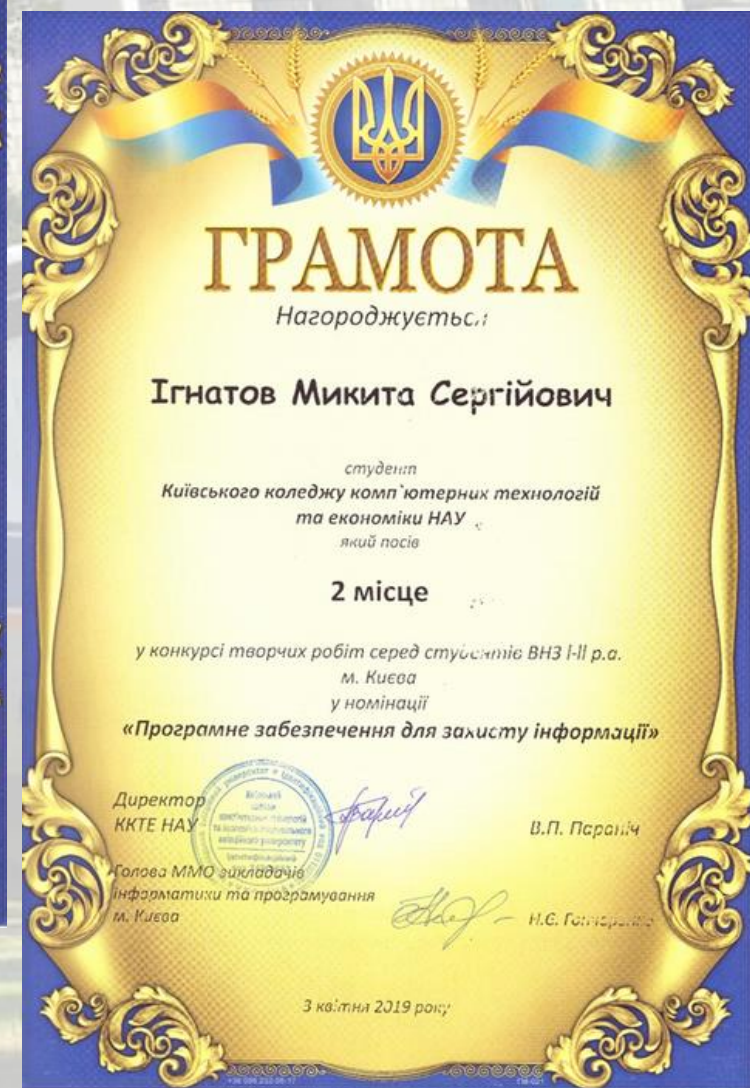 ГРАМОТА
Нагороджується
Ігнатов Микита Сергійович
студент
Київського коледжу комп`ютерних технологій
та економіки НАУ
який посів
2 місце
у конкурсі творчих робіт серед студентів ВНЗ І-ІІ р.а.
м. Києва
у номінації
«Програмне забезпечення для захисту інформації»
Директор
ККТЕ НАУ
В.П. Параніч
Голова ММО викладачів
інформатики та програмування
м. Києва
Н.Є. Гончаренко
3 квітня 2019 року